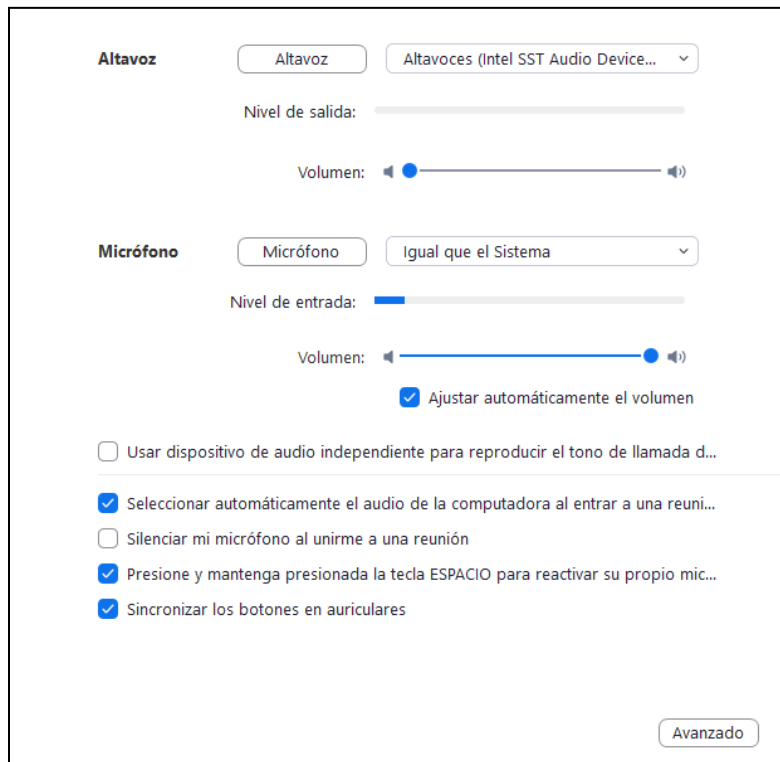 Altavoz Altavoz Altavoces (Intel SST Audio Device...
Nivel de salida:
Volumen:
Micrófono Micrófono Igual que el Sistema
Nivel de entrada:
Volumen:
Ajustar automáticamente el volumen
Usar dispositivo de audio independiente para reproducir el tono de llamada d...
Seleccionar automáticamente el audio de la computadora al entrar a una reuni...
Silenciar mi micrófono al unirme a una reunión
Presione y mantenga presionada la tecla ESPACIO para reactivar su propio mic...
Sincronizar los botones en auriculares
Avanzado